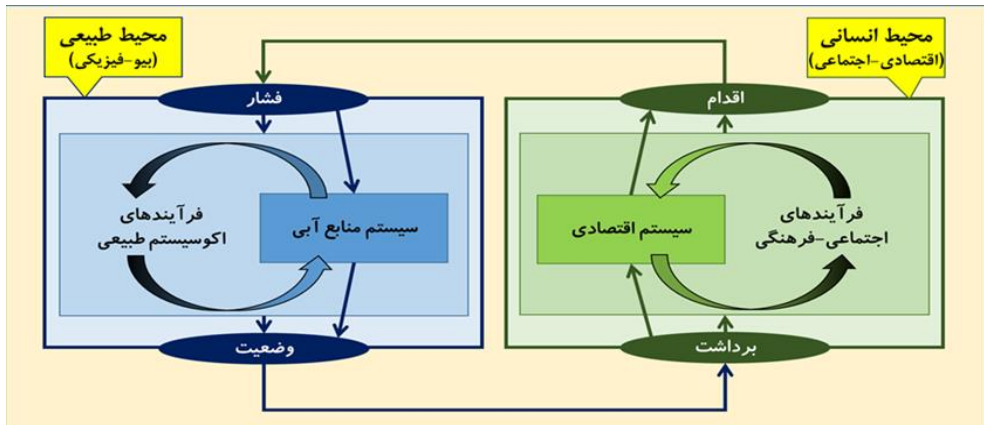 محیط انسانی
(اقتصادی-اجتماعی)
محیط طبیعی
(بیو-فیزیکی)
اقدام
فشار
فرآیندهای
اجتماعی-فرهنگی
سیستم اقتصادی
سیستم منابع آبی
فرآیندهای
اکوسیستم طبیعی
برداشت
وضعیت